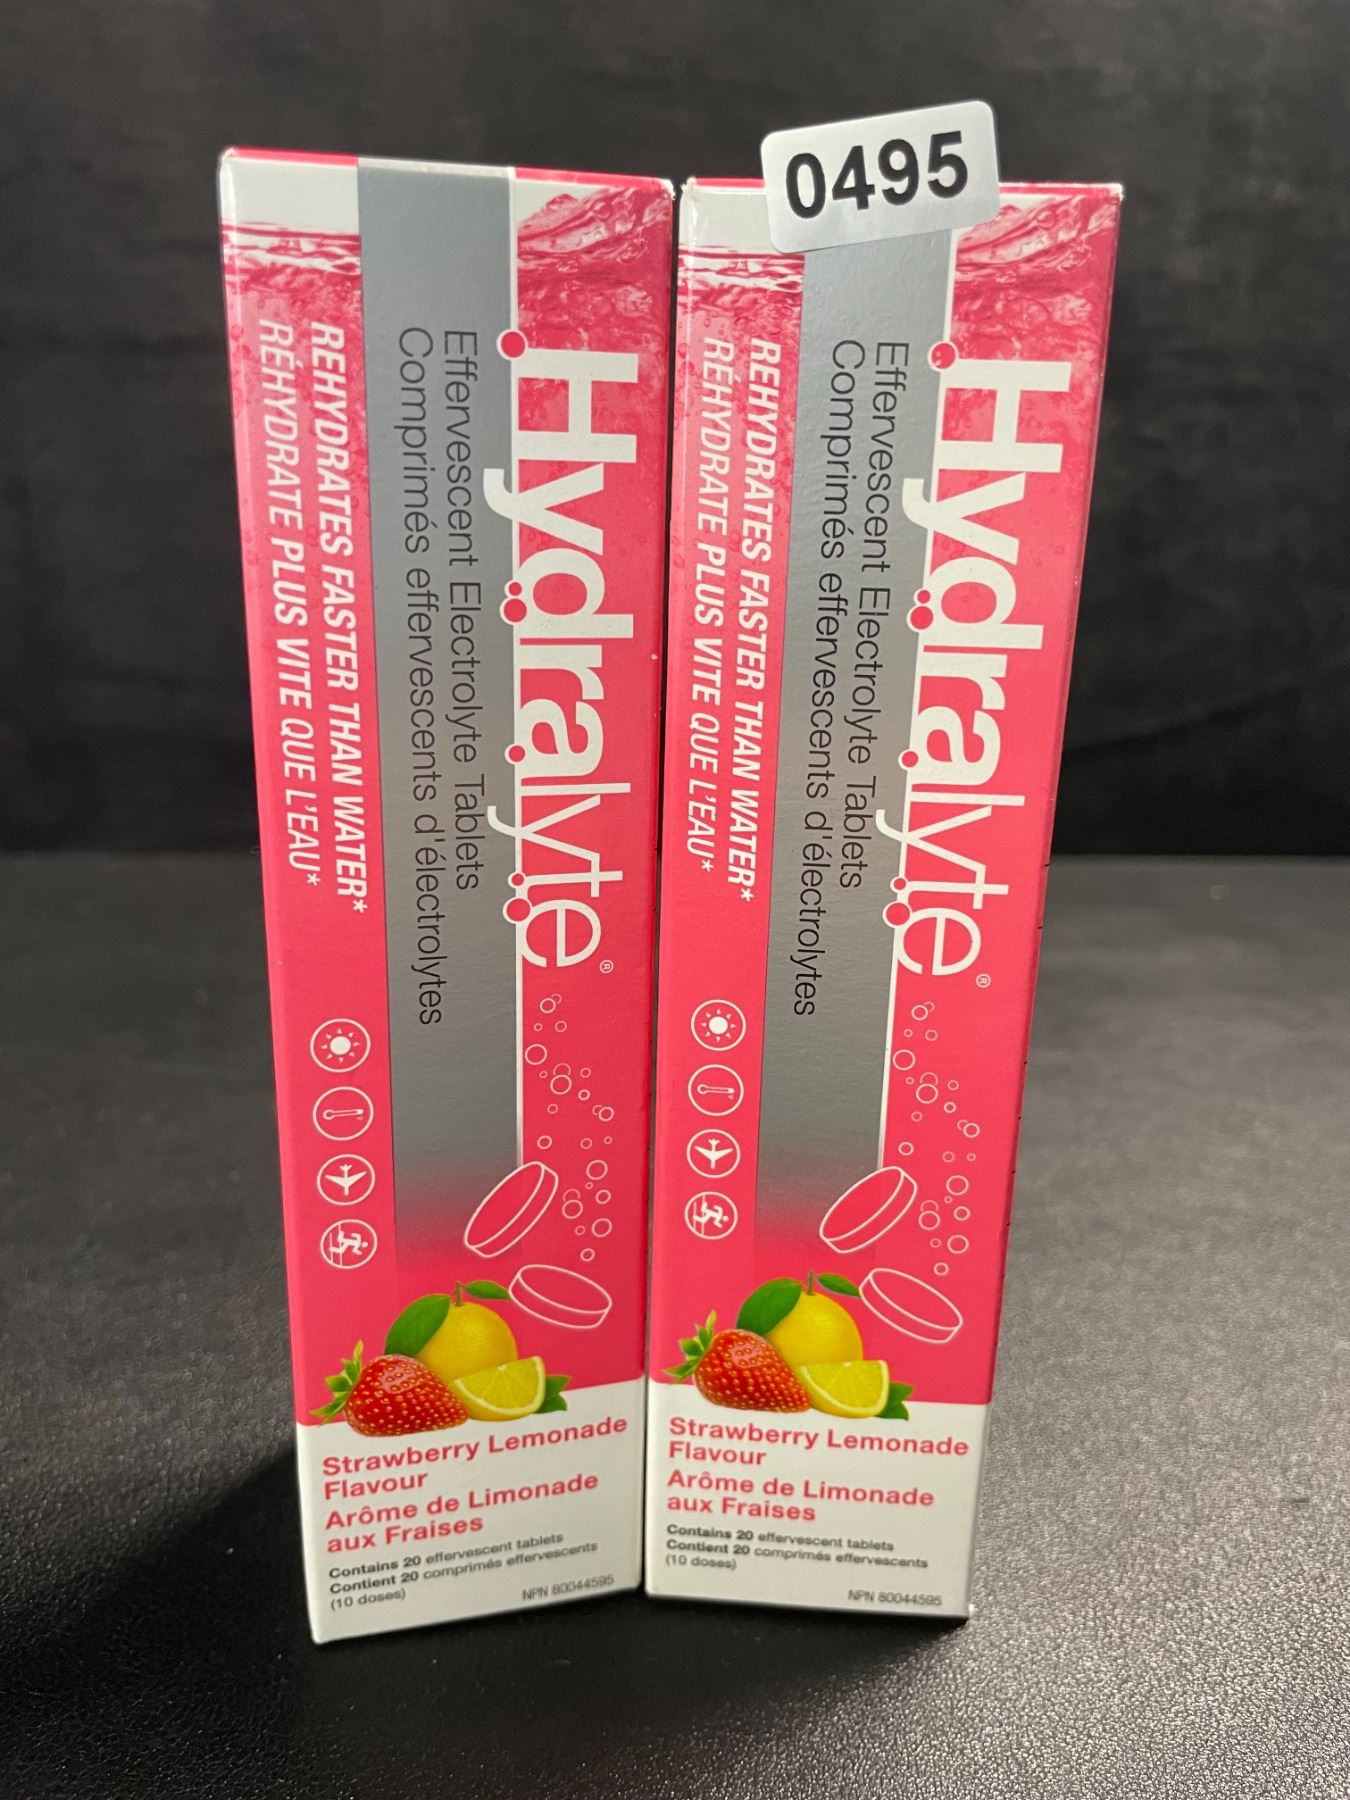 Hydralyte®
Effervescent Electrolyte Tablets
Comprimés effervescents d'électrolytes
REHYDRATES FASTER THAN WATER*
RÉHYDRATE PLUS VITE QUE L'EAU*
Strawberry Lemonade
Flavour
Arôme de Limonade
aux Fraises
Contains 20 effervescent tablets
Contient 20 comprimés effervescents
(10 doses)
NPN 80044595
0495
Hydralyte®
Effervescent Electrolyte Tablets
Comprimés effervescents d'électrolytes
REHYDRATES FASTER THAN WATER*
RÉHYDRATE PLUS VITE QUE L'EAU*
Strawberry Lemonade
Flavour
Arôme de Limonade
aux Fraises
Contains 20 effervescent tablets
Contient 20 comprimés effervescents
(10 doses)
NPN 80044595